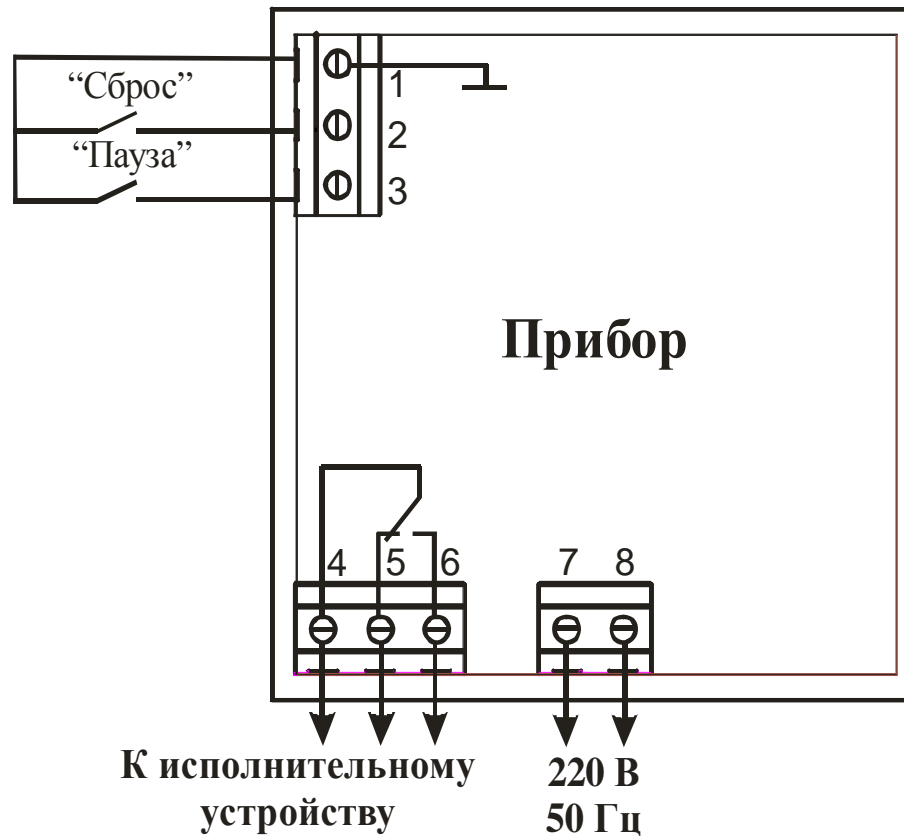 “Сброс”
1
2
“Пауза”
3
Прибор
4 5 6
7 8
К исполнительному
устройству
220 В
50 Гц